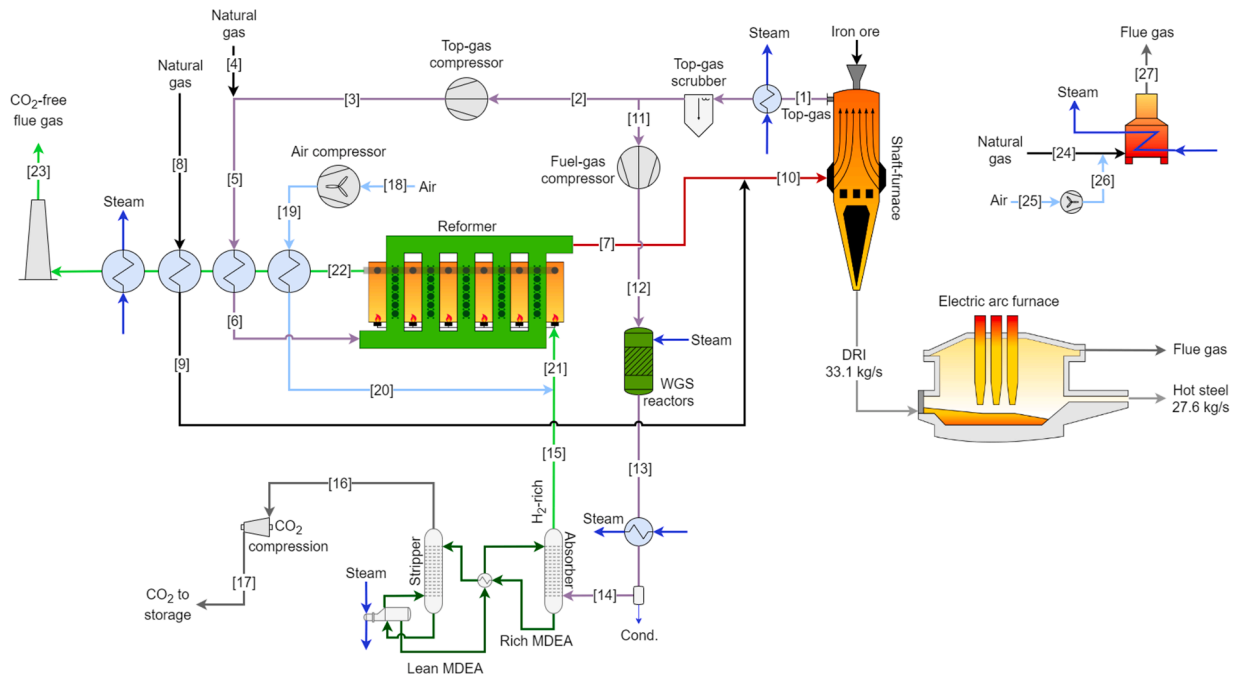 Natural
gas
[4]
Natural
gas
Top-gas
compressor
Steam
Iron ore
Flue gas
Top-gas
scrubber
[27]
CO2-free
flue gas
[3]
[2]
[1]
Top-gas
Steam
[11]
[8]
Air compressor
Fuel-gas
compressor
Shaft-furnace
Natural
gas
[24]
[23]
[5]
[18]
Air
[10]
[26]
Air
[25]
Steam
[19]
Reformer
[7]
[22]
[12]
Electric arc furnace
[6]
Steam
DRI
33.1 kg/s
Flue gas
[9]
[20]
[21]
WGS
reactors
Hot steel
27.6 kg/s
[15]
[13]
[16]
H2-rich
Steam
CO2
compression
Stripper
Absorber
[17]
Steam
[14]
CO2 to
storage
Cond.
Rich MDEA
Lean MDEA